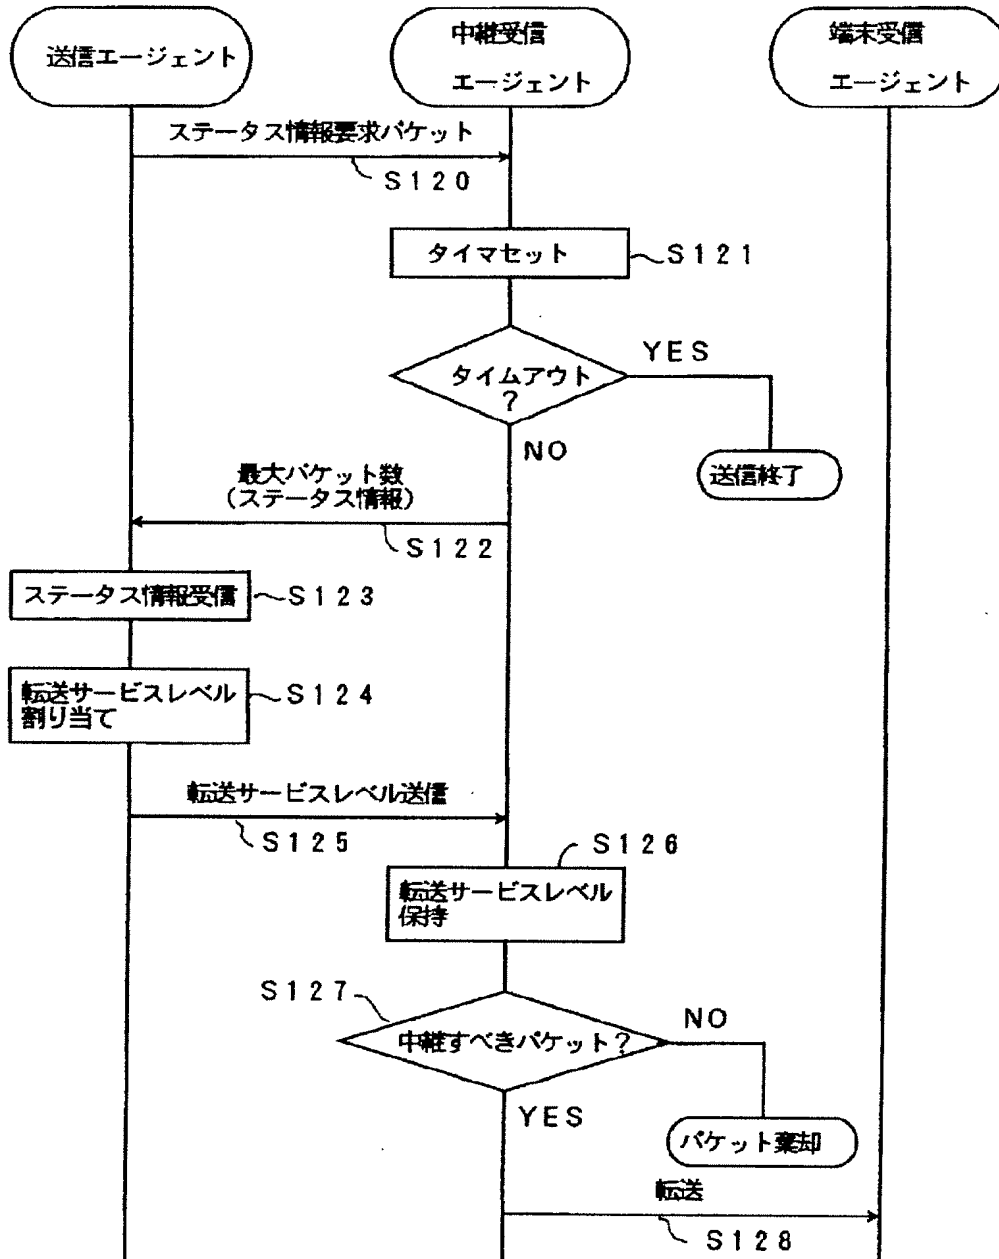 送信エージェント
中継受信
エージェント
端末受信
エージェント
ステータス情報要求パケット
S120
タイマセット
S121
タイムアウト
?
YES
NO
送信終了
最大パケット数
(ステータス情報)
S122
ステータス情報受信
S123
転送サービスレベル
割り当て
S124
転送サービスレベル送信
S125
S126
転送サービスレベル
保持
S127
中継すべきパケット?
NO
YES
パケット棄却
転送
S128